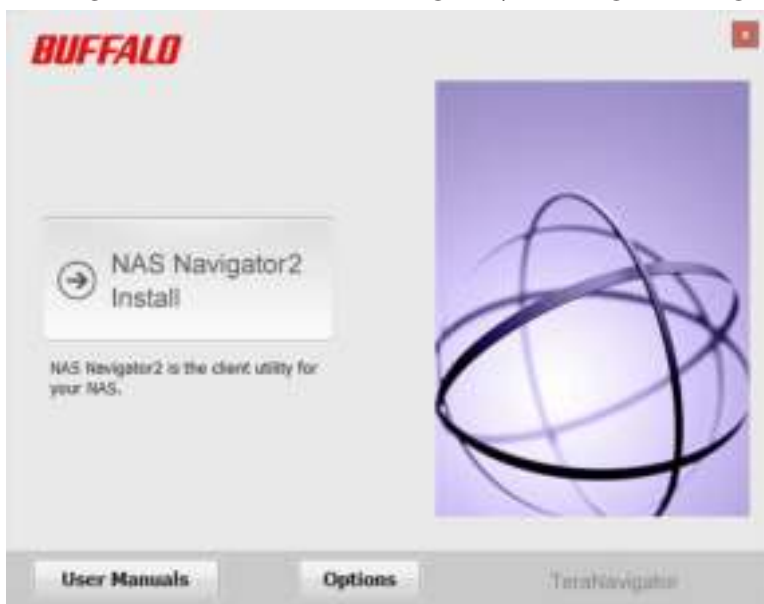 BUFFALO
NAS Navigator2
Install
NAS Navigator2 is the client utility for
your NAS.
User Manuals
Options
TeraNavigator